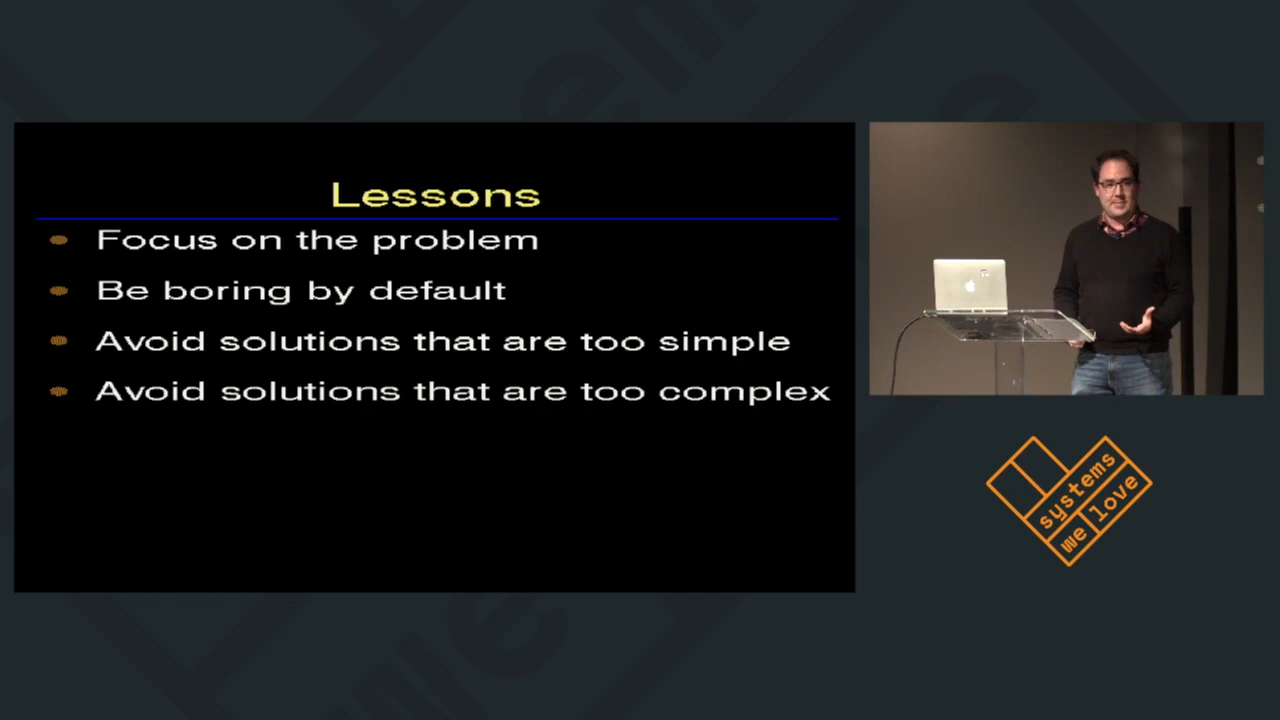 Lessons
Focus on the problem
Be boring by default
Avoid solutions that are too simple
Avoid solutions that are too complex
systems
we love